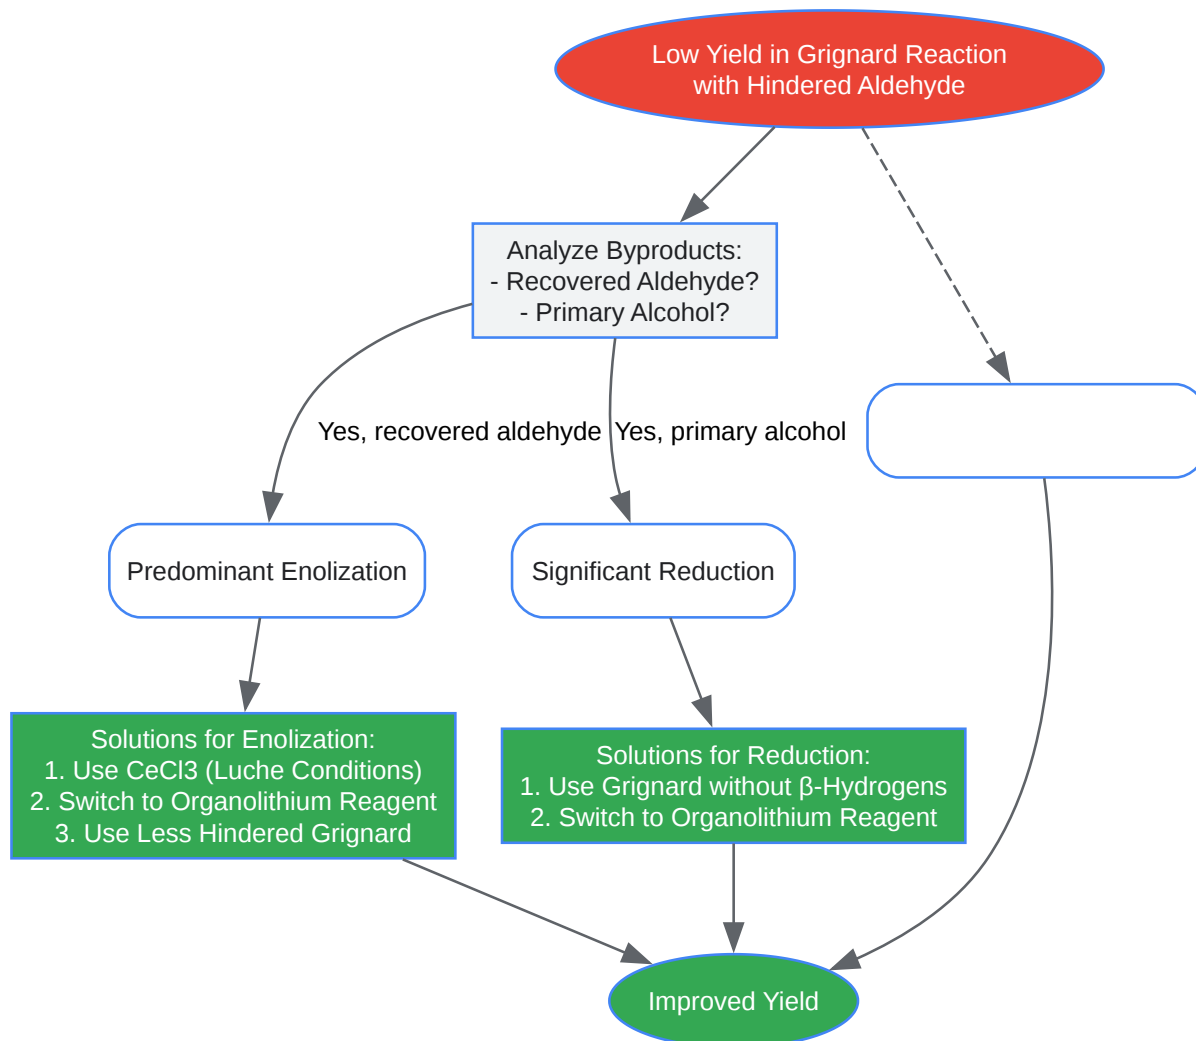 Low Yield in Grignard Reaction
with Hindered Aldehyde
Analyze Byproducts:
- Recovered Aldehyde?
- Primary Alcohol?
Yes, recovered aldehyde
Yes, primary alcohol
Predominant Enolization
Significant Reduction
Solutions for Enolization:
1. Use CeCl3 (Luche Conditions)
2. Switch to Organolithium Reagent
3. Use Less Hindered Grignard
Solutions for Reduction:
1. Use Grignard without β-Hydrogens
2. Switch to Organolithium Reagent
Improved Yield